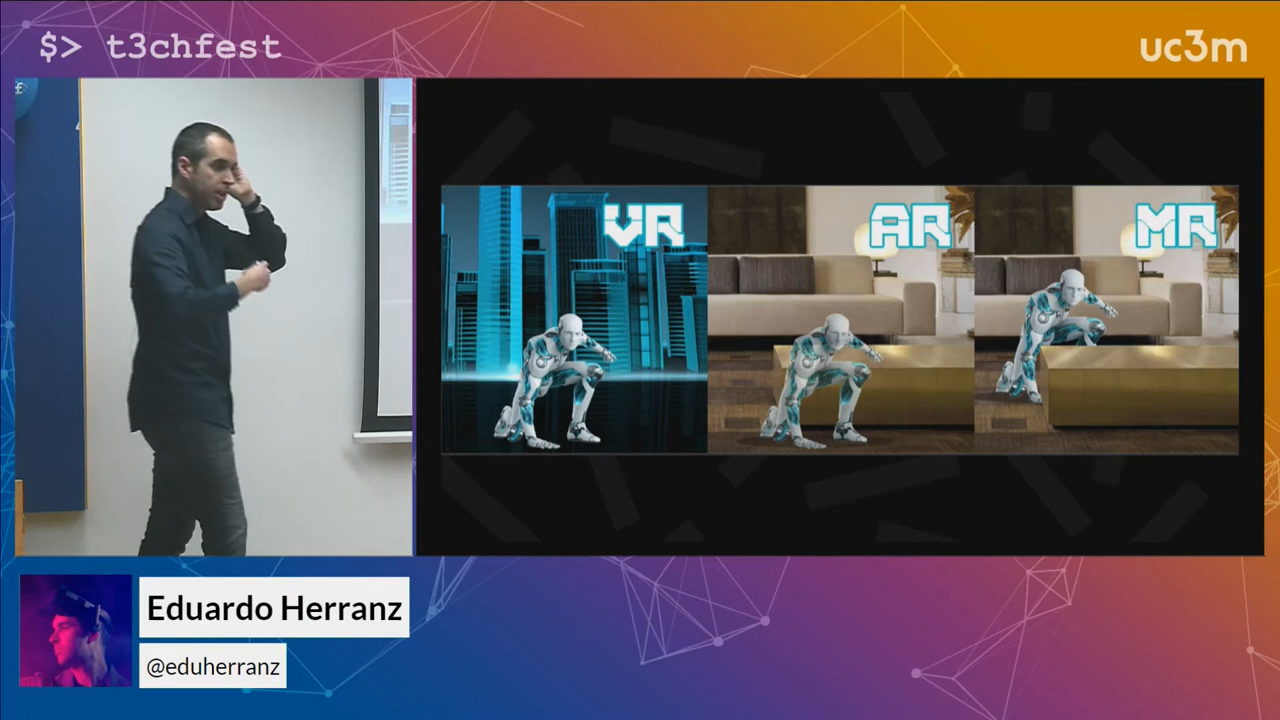 $> t3chfest
uc3m
VR
AR
MR
Eduardo Herranz
@eduherranz